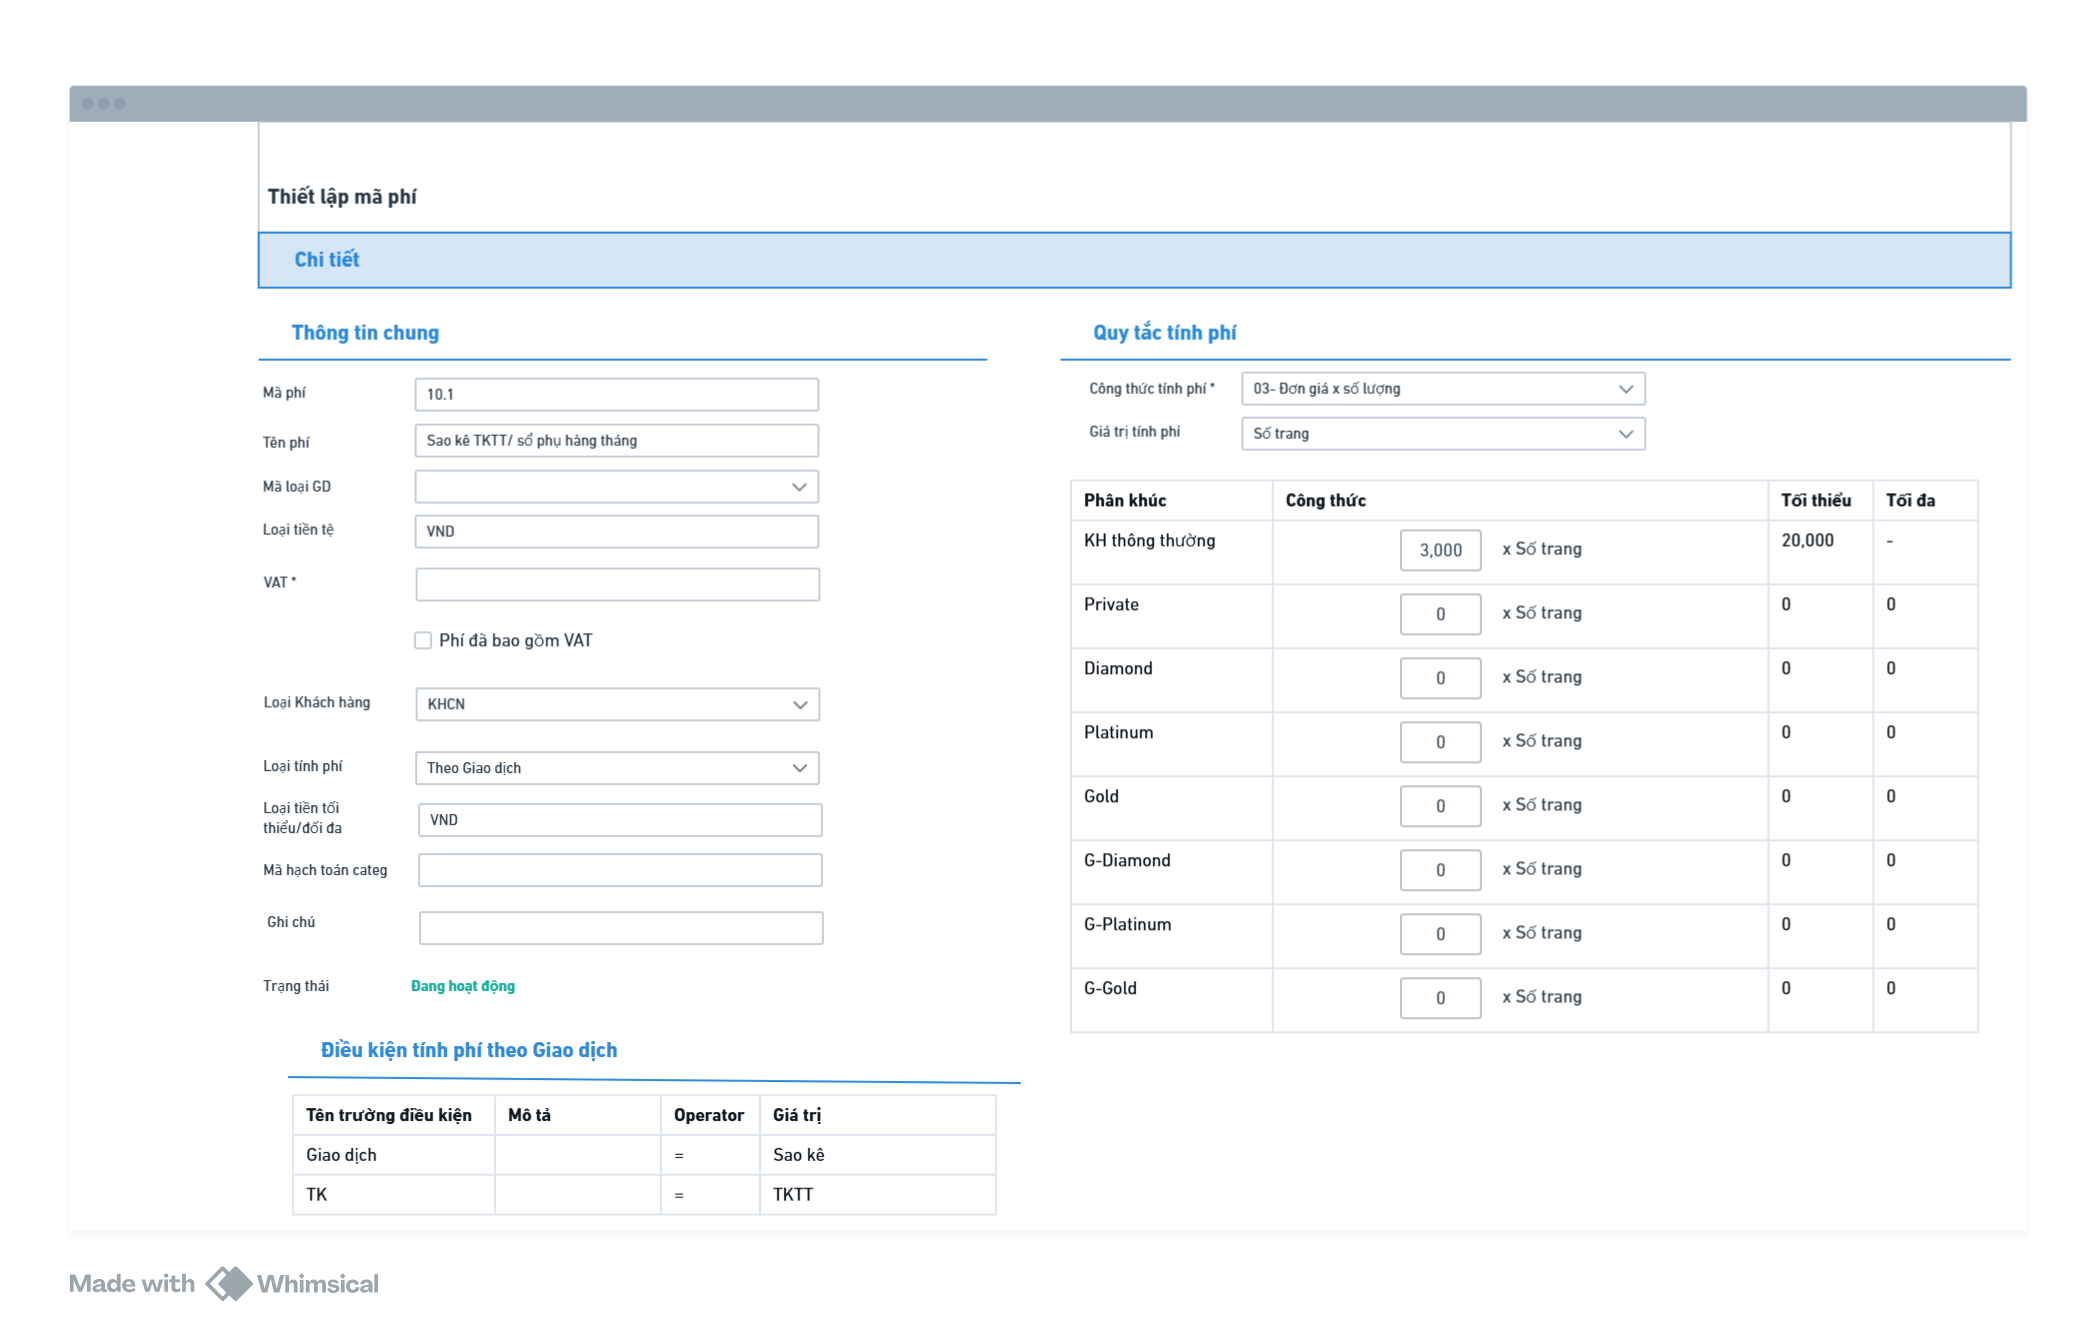 Thiết lập mã phí
Chi tiết
Thông tin chung
Mã phí
10.1
Tên phí
Sao kê TKTT/ sổ phụ hàng tháng
Mã loại GD
Loại tiền tệ
VND
VAT *
Phí đã bao gồm VAT
Loại Khách hàng
KHCN
Loại tính phí
Theo Giao dịch
Loại tiền tối
thiểu/đối đa
VND
Mã hạch toán categ
Ghi chú
Trạng thái
Đang hoạt động
Điều kiện tính phí theo Giao dịch
Tên trường điều kiện Mô tả Operator Giá trị
Giao dịch = Sao kê
TK = TKTT
Quy tắc tính phí
Công thức tính phí *
03- Đơn giá x số lượng
Giá trị tính phí
Số trang
Phân khúc Công thức Tối thiểu Tối đa
KH thông thường 3,000 x Số trang 20,000 -
Private 0 x Số trang 0 0
Diamond 0 x Số trang 0 0
Platinum 0 x Số trang 0 0
Gold 0 x Số trang 0 0
G-Diamond 0 x Số trang 0 0
G-Platinum 0 x Số trang 0 0
G-Gold 0 x Số trang 0 0
Made with Whimsical